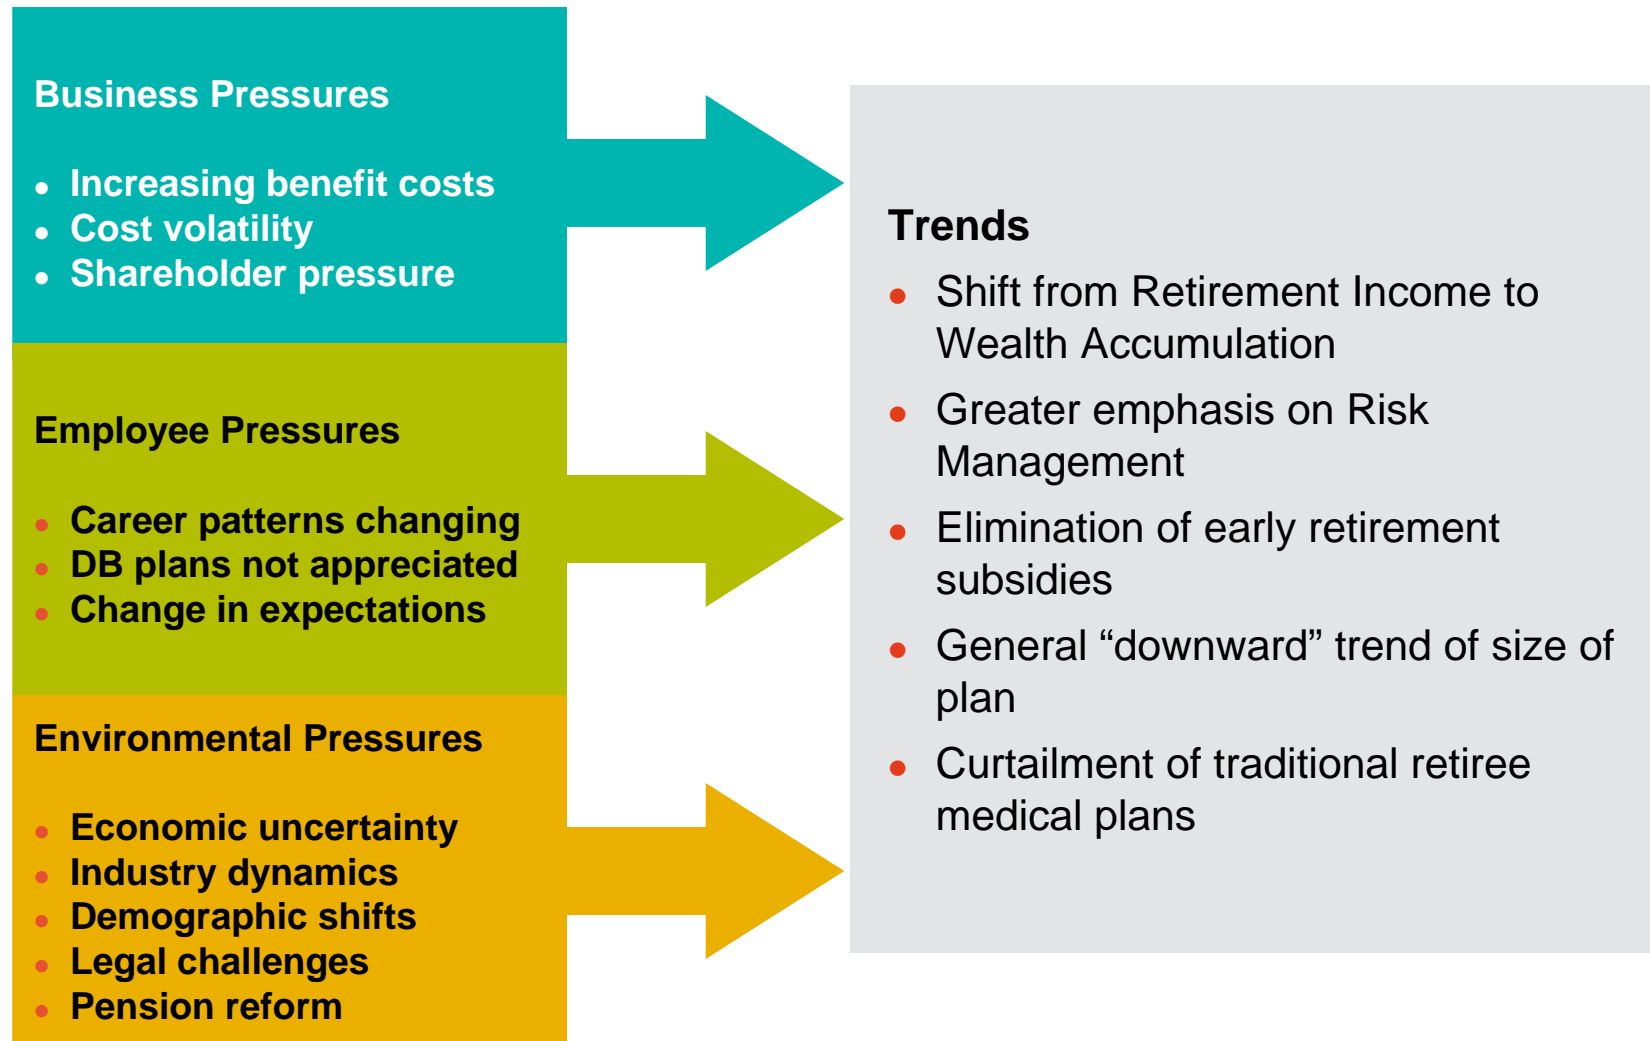 Business Pressures
● Increasing benefit costs
● Cost volatility
● Shareholder pressure
Employee Pressures
● Career patterns changing
● DB plans not appreciated
● Change in expectations
Environmental Pressures
● Economic uncertainty
● Industry dynamics
● Demographic shifts
● Legal challenges
● Pension reform
Trends
● Shift from Retirement Income to
Wealth Accumulation
● Greater emphasis on Risk
Management
● Elimination of early retirement
subsidies
● General “downward” trend of size of
plan
● Curtailment of traditional retiree
medical plans